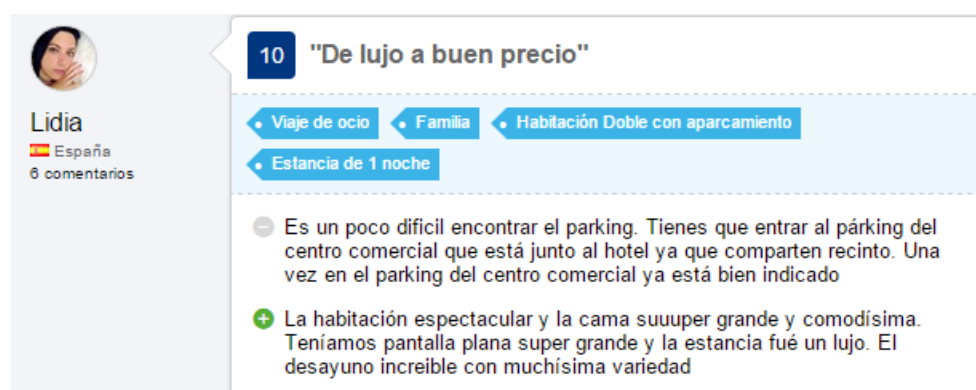 10 "De lujo a buen precio"
Lidia
España
6 comentarios
Viaje de ocio Familia Habitación Doble con aparcamiento
Estancia de 1 noche
Es un poco dificil encontrar el parking. Tienes que entrar al párking del
centro comercial que está junto al hotel ya que comparten recinto. Una
vez en el parking del centro comercial ya está bien indicado
La habitación espectacular y la cama suuuper grande y comodísima.
Teníamos pantalla plana super grande y la estancia fué un lujo. El
desayuno increible con muchísima variedad